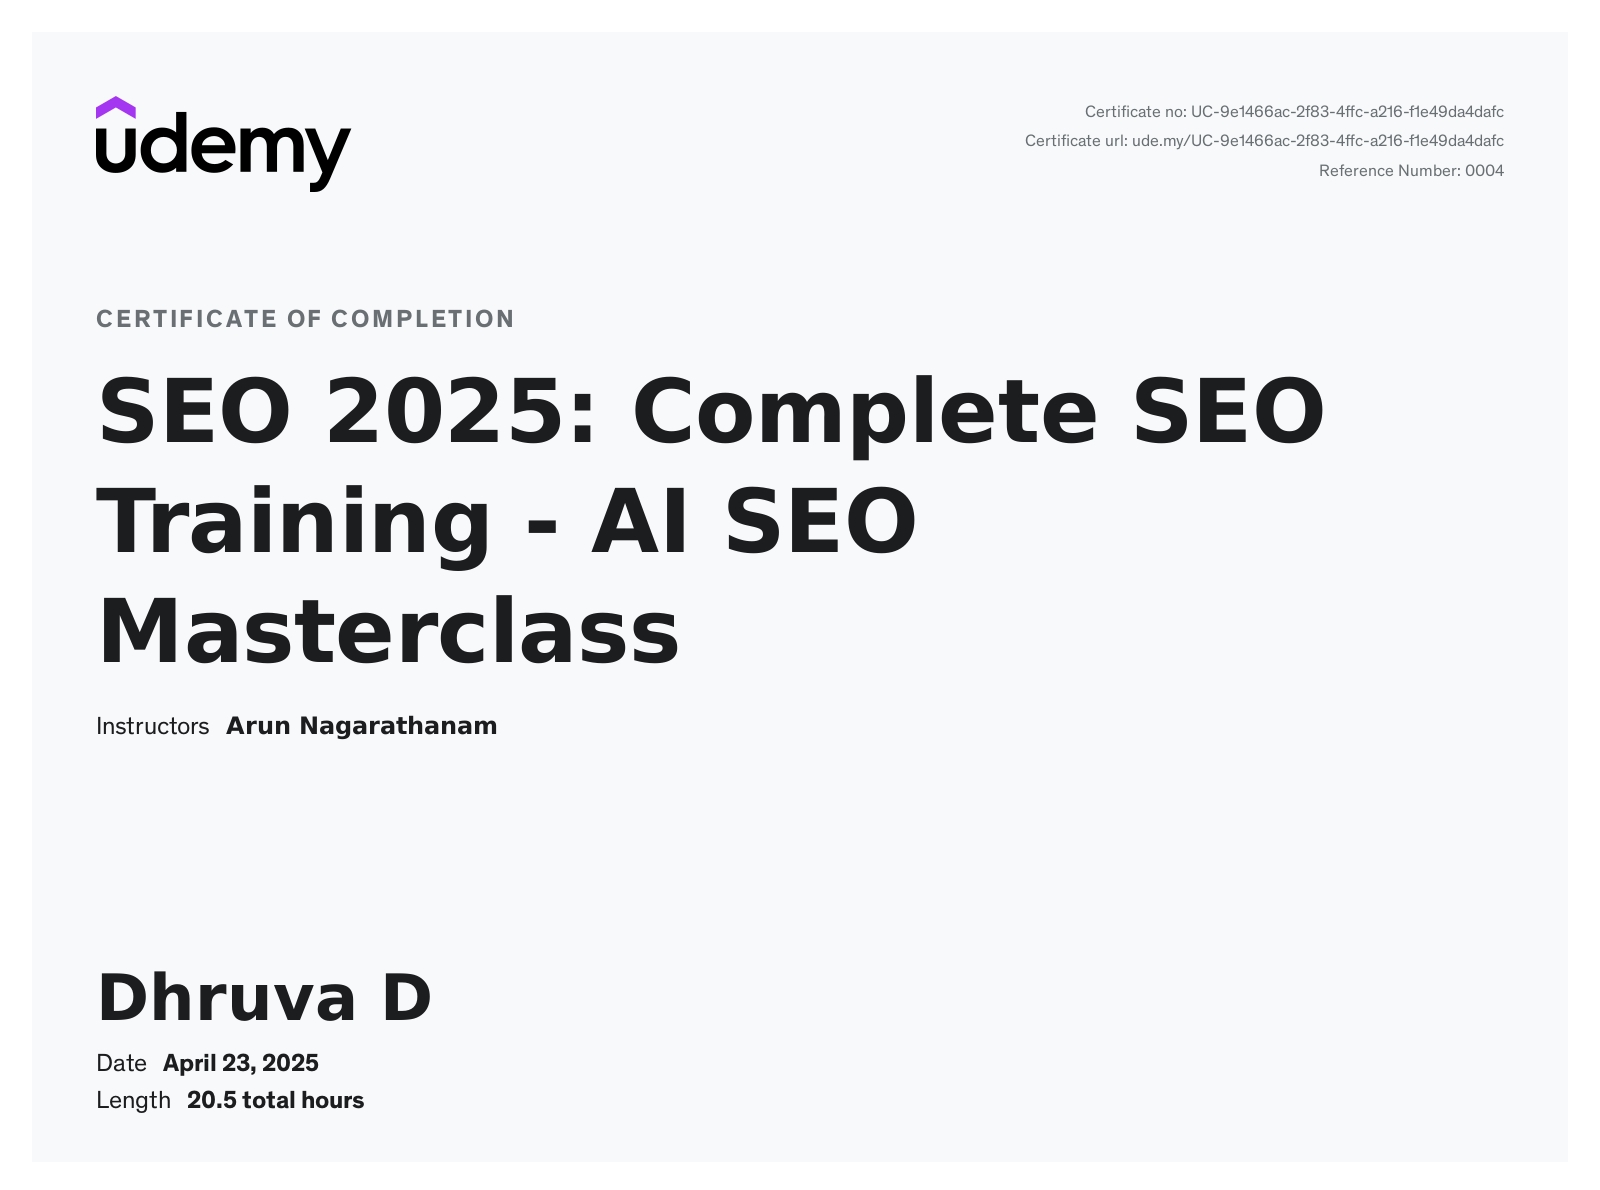 udemy
Certificate no: UC-9e1466ac-2f83-4ffc-a216-f1e49da4dafc
Certificate url: ude.my/UC-9e1466ac-2f83-4ffc-a216-f1e49da4dafc
Reference Number: 0004
CERTIFICATE OF COMPLETION
SEO 2025: Complete SEO
Training - AI SEO
Masterclass
Instructors Arun Nagarathanam
Dhruva D
Date April 23, 2025
Length 20.5 total hours